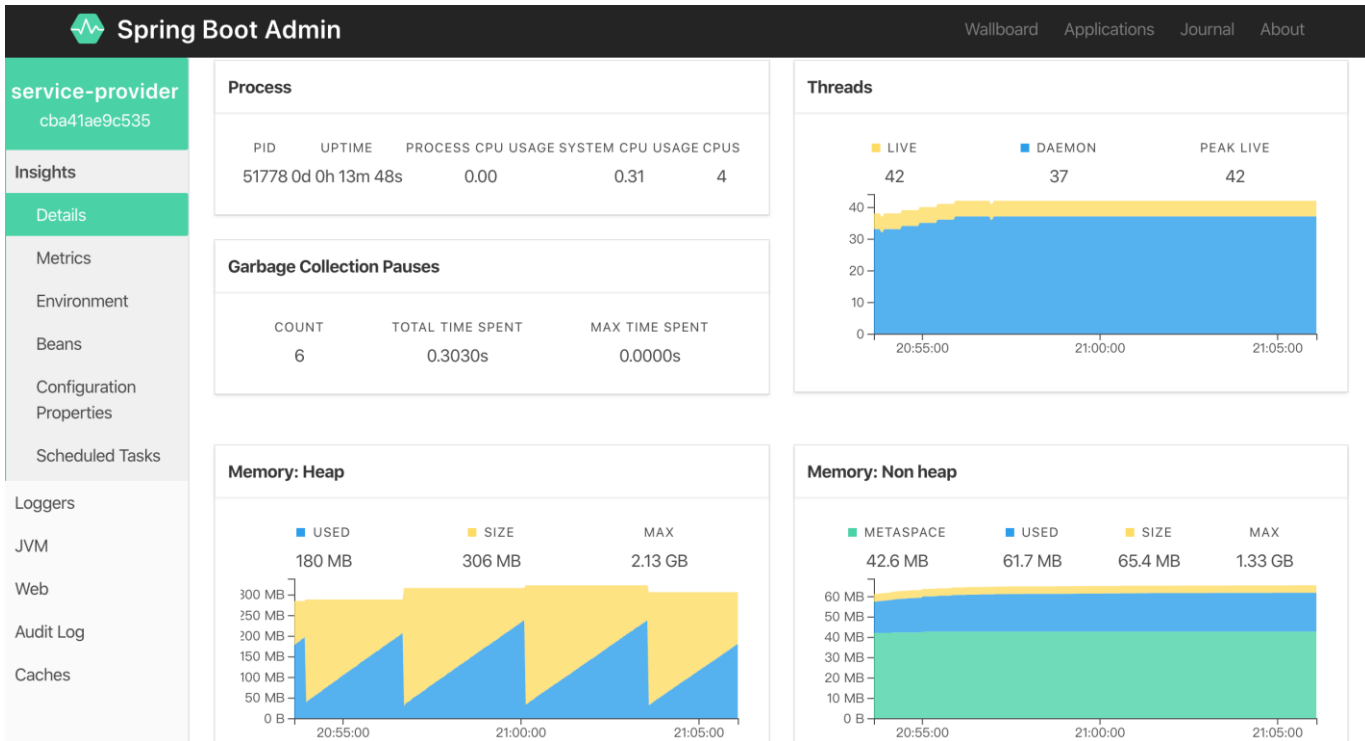 Spring Boot Admin
Wallboard Applications Journal About
service-provider
cba41ae9c535
Insights
Details
Metrics
Environment
Beans
Configuration
Properties
Scheduled Tasks
Loggers
JVM
Web
Audit Log
Caches
Process
PID UPTIME PROCESS CPU USAGE SYSTEM CPU USAGE CPUS
51778 0d 0h 13m 48s 0.00 0.31 4
Garbage Collection Pauses
COUNT TOTAL TIME SPENT MAX TIME SPENT
6 0.3030s 0.0000s
Threads
LIVE DAEMON PEAK LIVE
42 37 42
40
30
20
10
0
20:55:00 21:00:00 21:05:00
Memory: Heap
USED SIZE MAX
180 MB 306 MB 2.13 GB
300 MB
250 MB
200 MB
150 MB
100 MB
50 MB
0 B
20:55:00 21:00:00 21:05:00
Memory: Non heap
METASPACE USED SIZE MAX
42.6 MB 61.7 MB 65.4 MB 1.33 GB
60 MB
50 MB
40 MB
30 MB
20 MB
10 MB
0 B
20:55:00 21:00:00 21:05:00